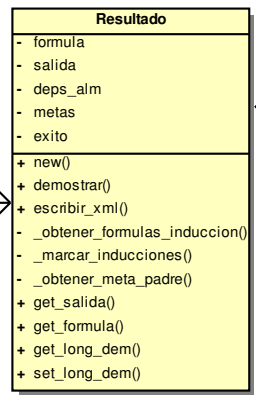 Resultado
- formula
- salida
- deps_alm
- metas
- exito
+ new()
+ demostrar()
+ escribir_xml()
- _obtener_formulas_induccion()
- _marcar_inducciones()
- _obtener_meta_padre()
+ get_salida()
+ get_formula()
+ get_long_dem()
+ set_long_dem()